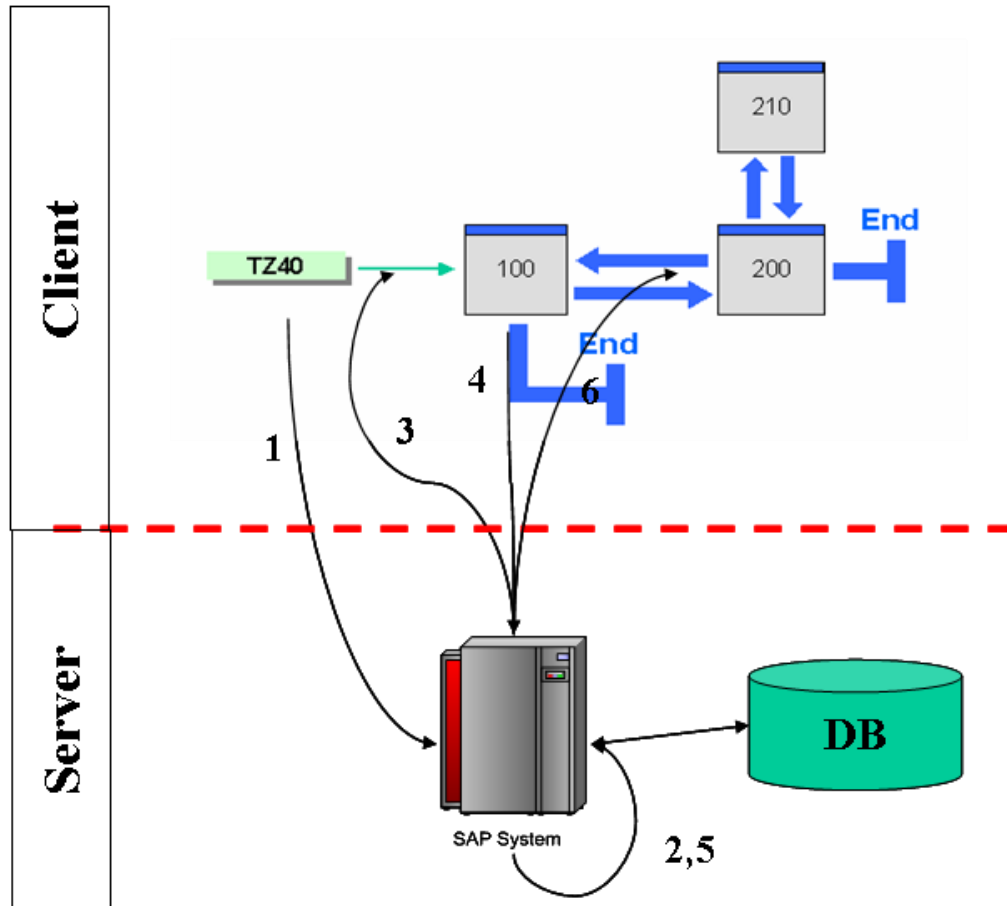 Client
210
End
TZ40
100
200
End
4
6
1
3
Server
DB
SAP System
2,5